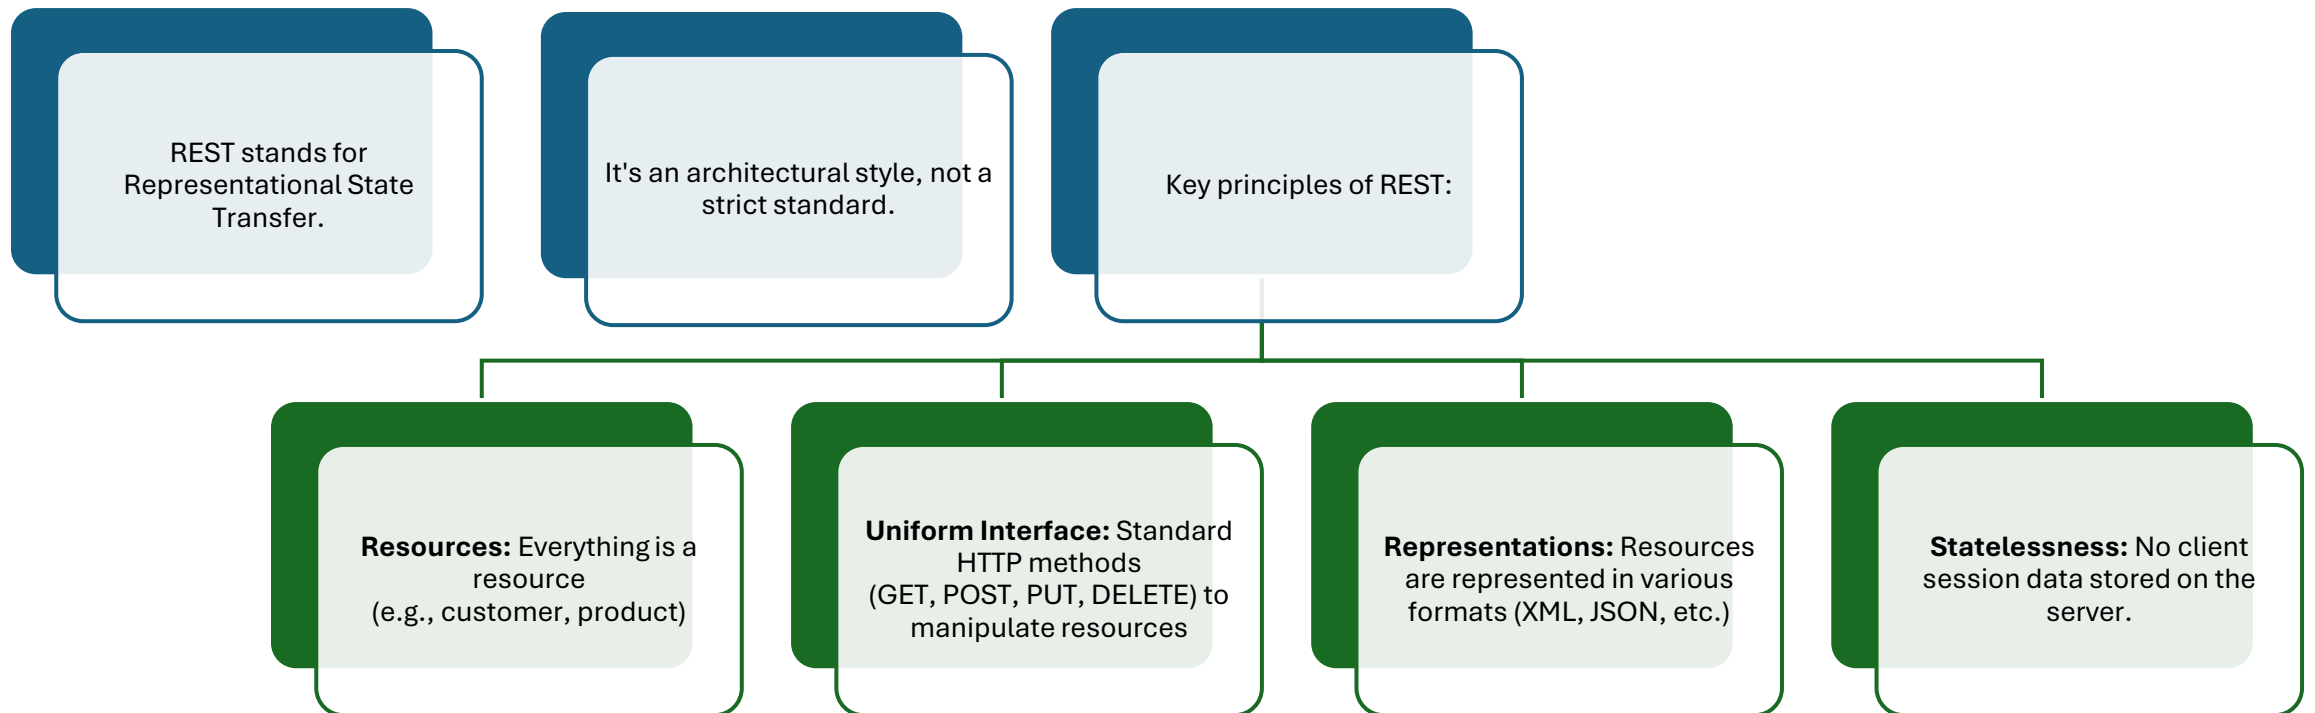 REST stands for
Representational State
Transfer.
It's an architectural style, not a
strict standard.
Key principles of REST:
Resources: Everything is a
resource
(e.g., customer, product)
Uniform Interface: Standard
HTTP methods
(GET, POST, PUT, DELETE) to
manipulate resources
Representations: Resources
are represented in various
formats (XML, JSON, etc.)
Statelessness: No client
session data stored on the
server.